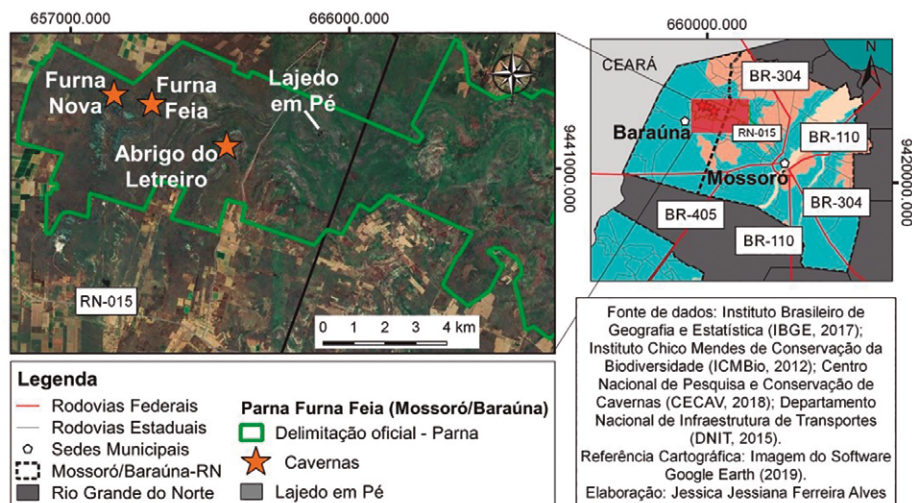 657000.000
666000.000
Furna
Nova
Furna
Feia
Lajedo
em Pé
Abrigo do
Letreiro
RN-015
0 1 2 3 4 km
9441000.000
660000.000
CEARÁ
N
BR-304
Baraúna
RN-015
BR-110
Mossoró
BR-304
BR-405
BR-110
9420000.000
Legenda
Rodovias Federais
Rodovias Estaduais
Sedes Municipais
Mossoró/Baraúna-RN
Rio Grande do Norte
Parna Furna Feia (Mossoró/Baraúna)
Delimitação oficial - Parna
Cavernas
Lajedo em Pé
Fonte de dados: Instituto Brasileiro de
Geografia e Estatística (IBGE, 2017);
Instituto Chico Mendes de Conservação da
Biodiversidade (ICMBio, 2012); Centro
Nacional de Pesquisa e Conservação de
Cavernas (CECAV, 2018); Departamento
Nacional de Infraestrutura de Transportes
(DNIT, 2015).
Referência Cartográfica: Imagem do Software
Google Earth (2019).
Elaboração: Jessica Jessiana Ferreira Alves